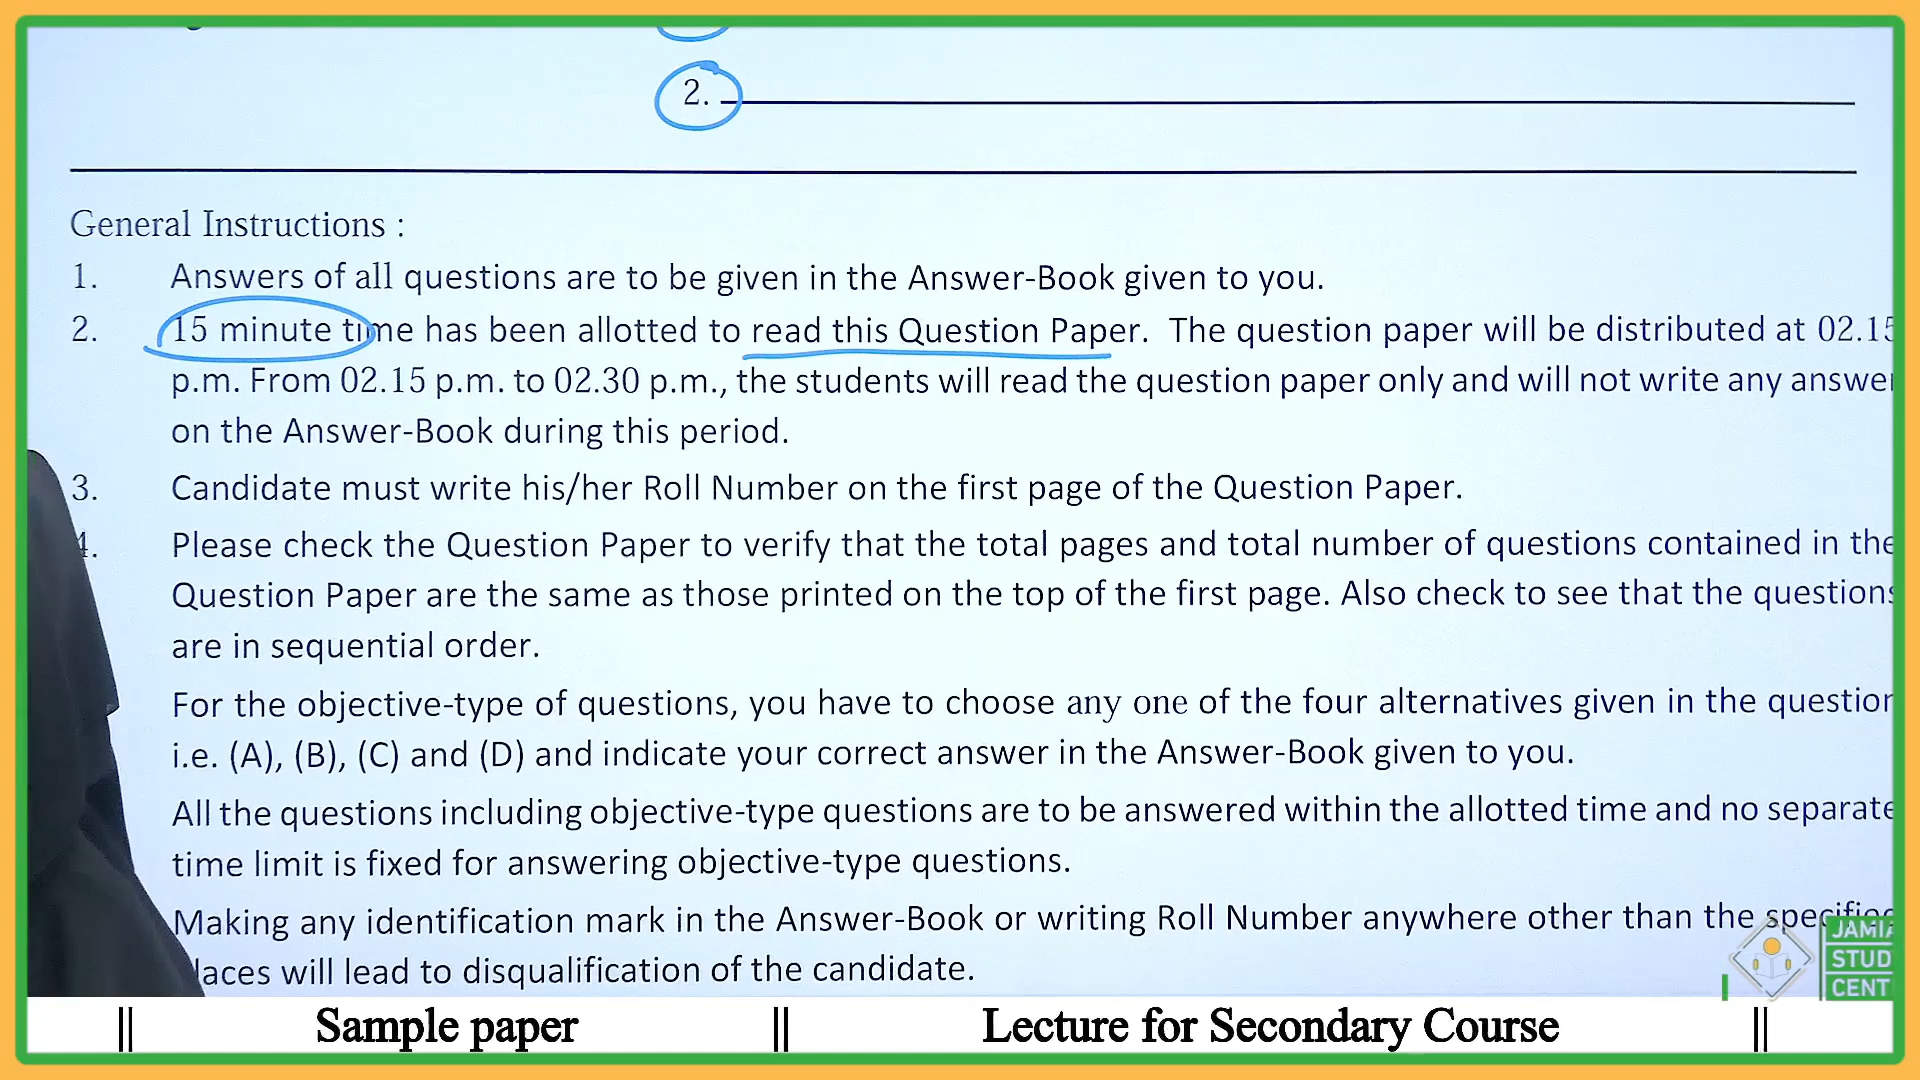 2.
General Instructions :
1. Answers of all questions are to be given in the Answer-Book given to you.
2. 15 minute time has been allotted to read this Question Paper. The question paper will be distributed at 02.15
p.m. From 02.15 p.m. to 02.30 p.m., the students will read the question paper only and will not write any answer
on the Answer-Book during this period.
3. Candidate must write his/her Roll Number on the first page of the Question Paper.
4. Please check the Question Paper to verify that the total pages and total number of questions contained in the
Question Paper are the same as those printed on the top of the first page. Also check to see that the questions
are in sequential order.
For the objective-type of questions, you have to choose any one of the four alternatives given in the question
i.e. (A), (B), (C) and (D) and indicate your correct answer in the Answer-Book given to you.
All the questions including objective-type questions are to be answered within the allotted time and no separate
time limit is fixed for answering objective-type questions.
Making any identification mark in the Answer-Book or writing Roll Number anywhere other than the specified
laces will lead to disqualification of the candidate.
JAMIA
STUD
CENT
|| Sample paper || Lecture for Secondary Course ||